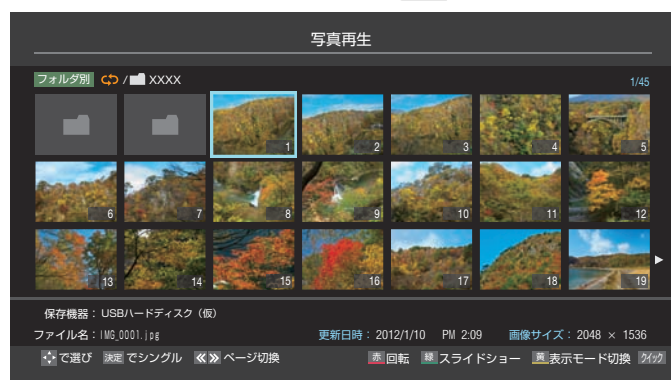 写真再生
フォルダ別 / XXXX 1/45
1 2 3 4 5
6 7 8 9 10 11 12
13 14 15 16 17 18 19
保存機器：USBハードディスク（仮）
ファイル名：IMG_0001.jpg 更新日時：2012/1/10 PM 2:09 画像サイズ：2048 × 1536
で選び 決定 でシングル ≪≫ ページ切換 赤 回転 緑 スライドショー 黄 表示モード切換 クイック